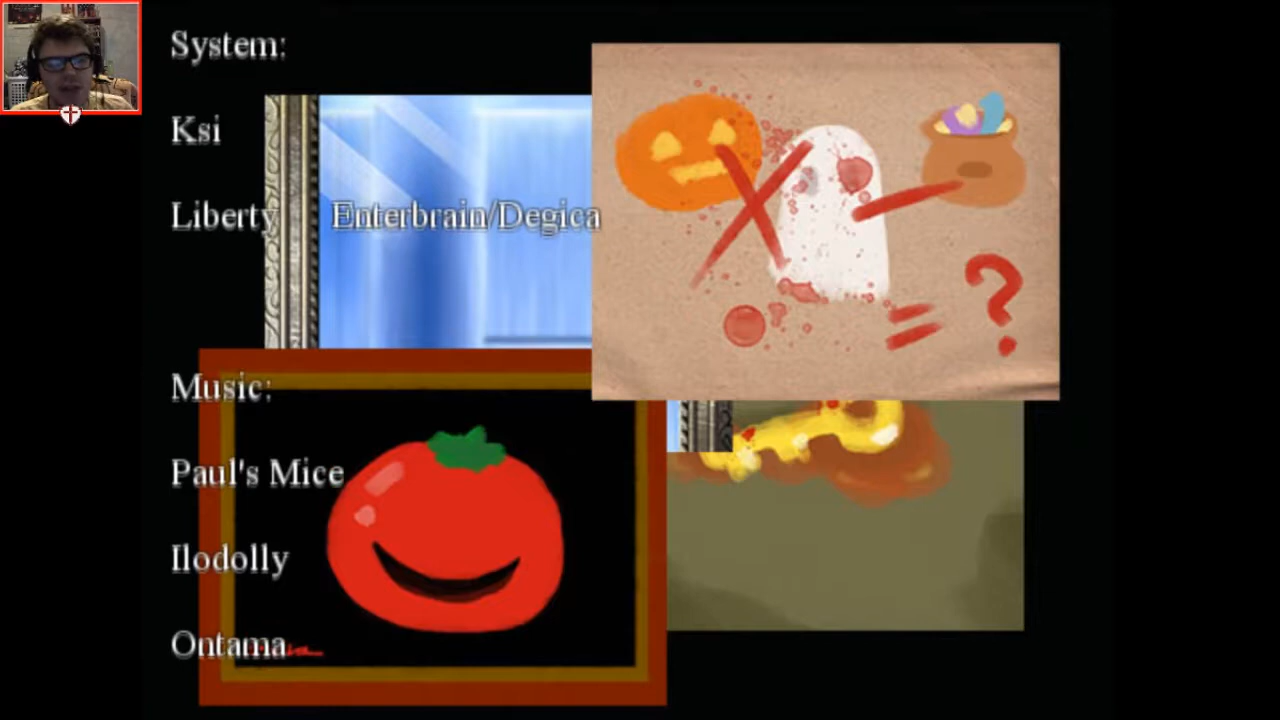 System:
Ksi
Liberty Enterbrain/Degica
Music:
Paul's Mice
Ilodolly
Ontama
= ?